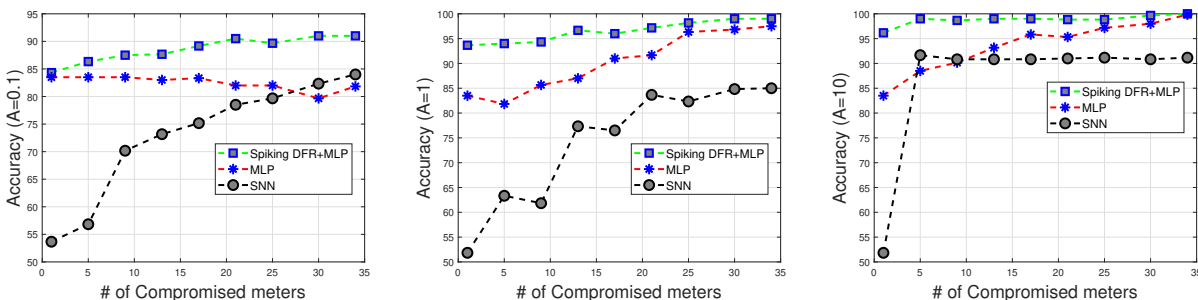 Accuracy (A=0.1)
95
90
85
80
75
70
65
60
55
50
0 5 10 15 20 25 30 35
# of Compromised meters
Spiking DFR+MLP
MLP
SNN
Accuracy (A=1)
100
95
90
85
80
75
70
65
60
55
50
0 5 10 15 20 25 30 35
# of Compromised meters
Spiking DFR+MLP
MLP
SNN
Accuracy (A=10)
100
95
90
85
80
75
70
65
60
55
50
0 5 10 15 20 25 30 35
# of Compromised meters
Spiking DFR+MLP
MLP
SNN